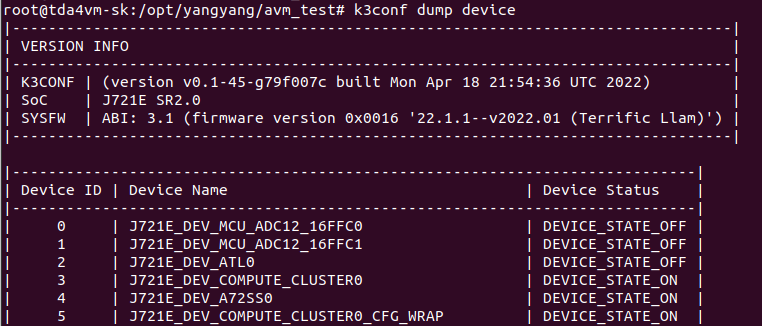 root@tda4vm-sk:/opt/yangyang/avm_test# k3conf dump device
|------------------------------------------------------------------------------|
| VERSION INFO                                                                 |
|------------------------------------------------------------------------------|
| K3CONF | (version v0.1-45-g79f007c built Mon Apr 18 21:54:36 UTC 2022)       |
| SoC    | J721E SR2.0                                                         |
| SYSFW  | ABI: 3.1 (firmware version 0x0016 '22.1.1--v2022.01 (Terrific Llam)') |
|------------------------------------------------------------------------------|
|--------------------------------------------------------------------------|
| Device ID | Device Name                                | Device Status    |
|--------------------------------------------------------------------------|
|     0     | J721E_DEV_MCU_ADC12_16FFC0                 | DEVICE_STATE_OFF |
|     1     | J721E_DEV_MCU_ADC12_16FFC1                 | DEVICE_STATE_OFF |
|     2     | J721E_DEV_ATL0                             | DEVICE_STATE_OFF |
|     3     | J721E_DEV_COMPUTE_CLUSTER0                 | DEVICE_STATE_ON  |
|     4     | J721E_DEV_A72SS0                           | DEVICE_STATE_ON  |
|     5     | J721E_DEV_COMPUTE_CLUSTER0_CFG_WRAP        | DEVICE_STATE_ON  |